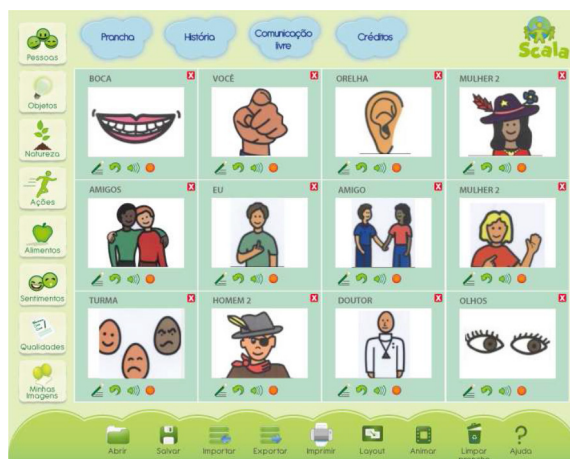 Prancha
História
Comunicação
livre
Créditos
Scala
Pessoas
Objetos
Natureza
Ações
Alimentos
Sentimentos
Qualidades
Minhas
Imagens
BOCA X
VOCÊ X
ORELHA X
MULHER 2 X
AMIGOS X
EU X
AMIGO X
MULHER 2 X
TURMA X
HOMEM 2 X
DOUTOR X
OLHOS X
Abrir
Salvar
Importar
Exportar
Imprimir
Layout
Animar
Limpar
Ajuda